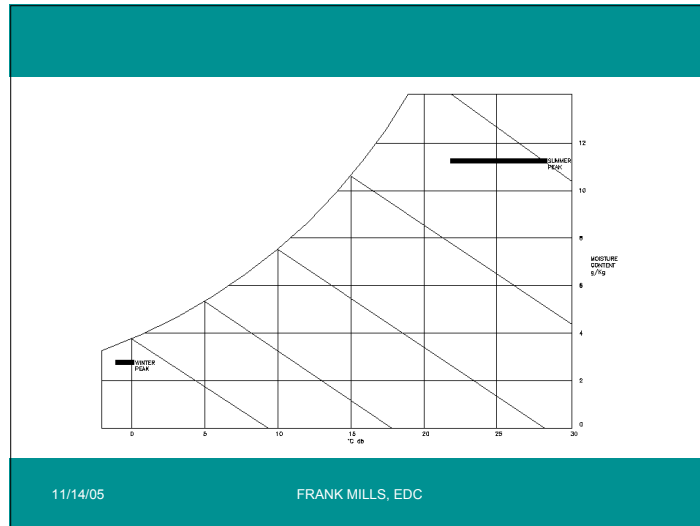 12
SUMMER
PEAK
10
8
MOISTURE
CONTENT
g/Kg
6
4
WINTER
PEAK
2
0
0 5 10 15 20 25 30
°C db
11/14/05 FRANK MILLS, EDC